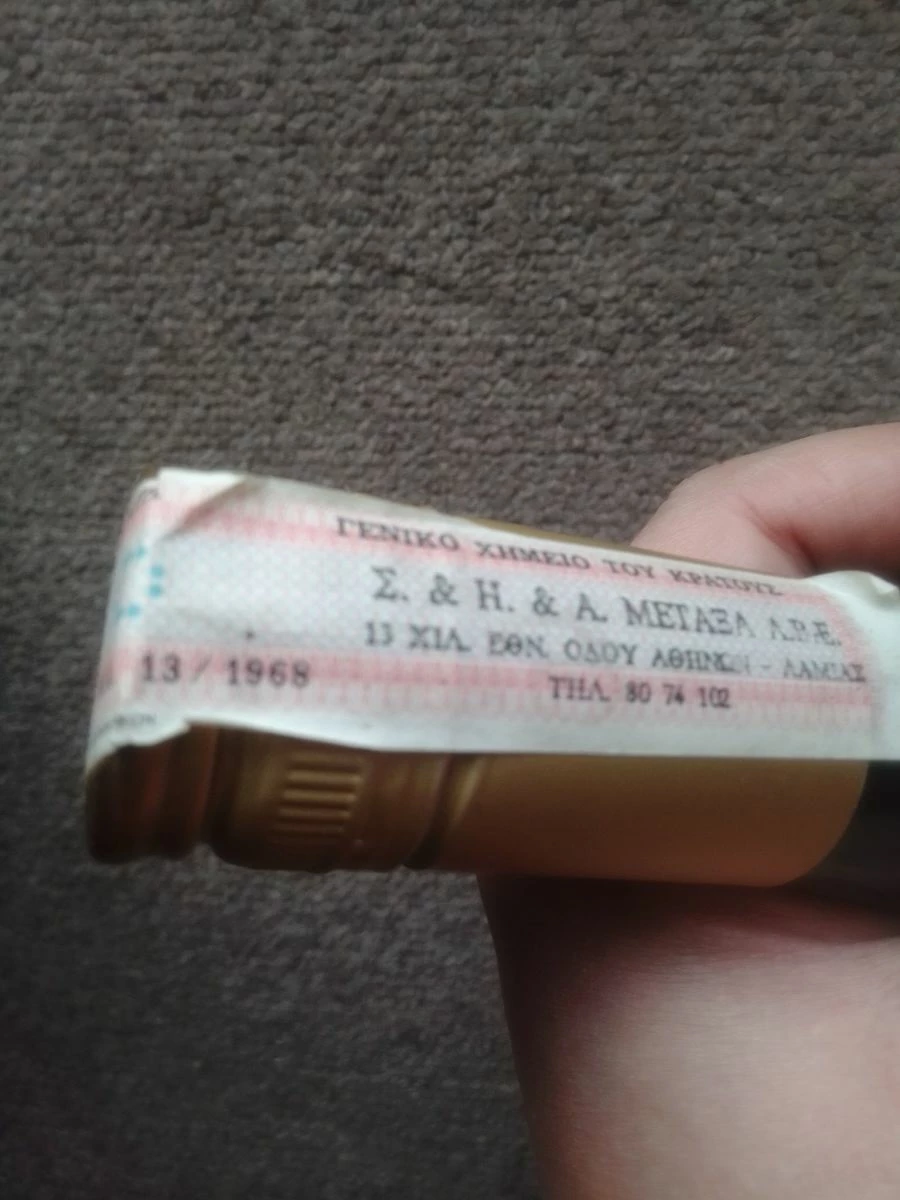 ΓΕΝΙΚΟ ΧΗΜΕΙΟ ΤΟΥ ΚΡΑΤΟΥΣ
Σ. & Η. & Α. ΜΕΤΑΞΑ Α.Β.Ε.
13 ΧΙΛ. ΕΘΝ. ΟΔΟΥ ΑΘΗΝΩΝ - ΛΑΜΙΑΣ
13 / 1968
ΤΗΛ. 80 74 102